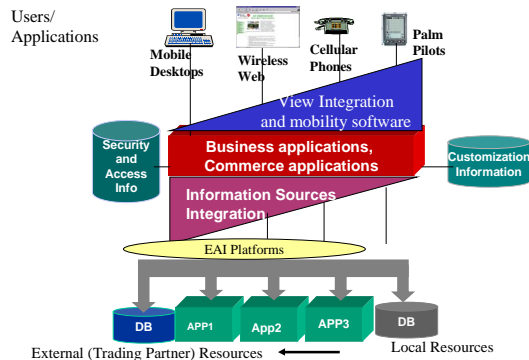 Users/
Applications
Mobile
Desktops
Wireless
Web
Cellular
Phones
Palm
Pilots
View Integration
and mobility software
Security
and
Access
Info
Business applications,
Commerce applications
Customization
Information
Information Sources
Integration
EAI Platforms
DB
APP1
App2
APP3
DB
External (Trading Partner) Resources
Local Resources